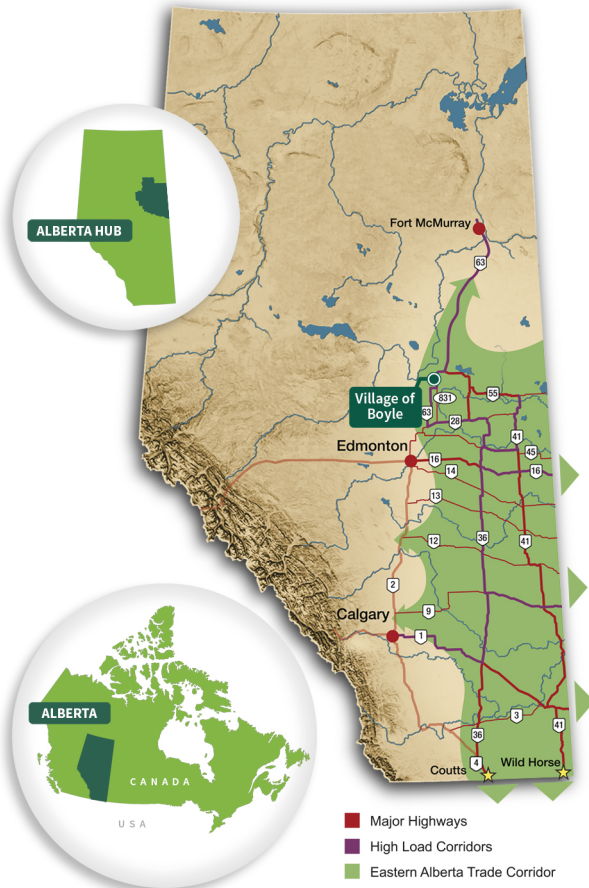 ALBERTA HUB
Fort McMurray
63
Village of
Boyle
831
55
63
28
41
45
Edmonton
16
16
14
13
36
41
12
2
9
Calgary
1
3
36
41
4
Coutts
Wild Horse
ALBERTA
CANADA
USA
Major Highways
High Load Corridors
Eastern Alberta Trade Corridor